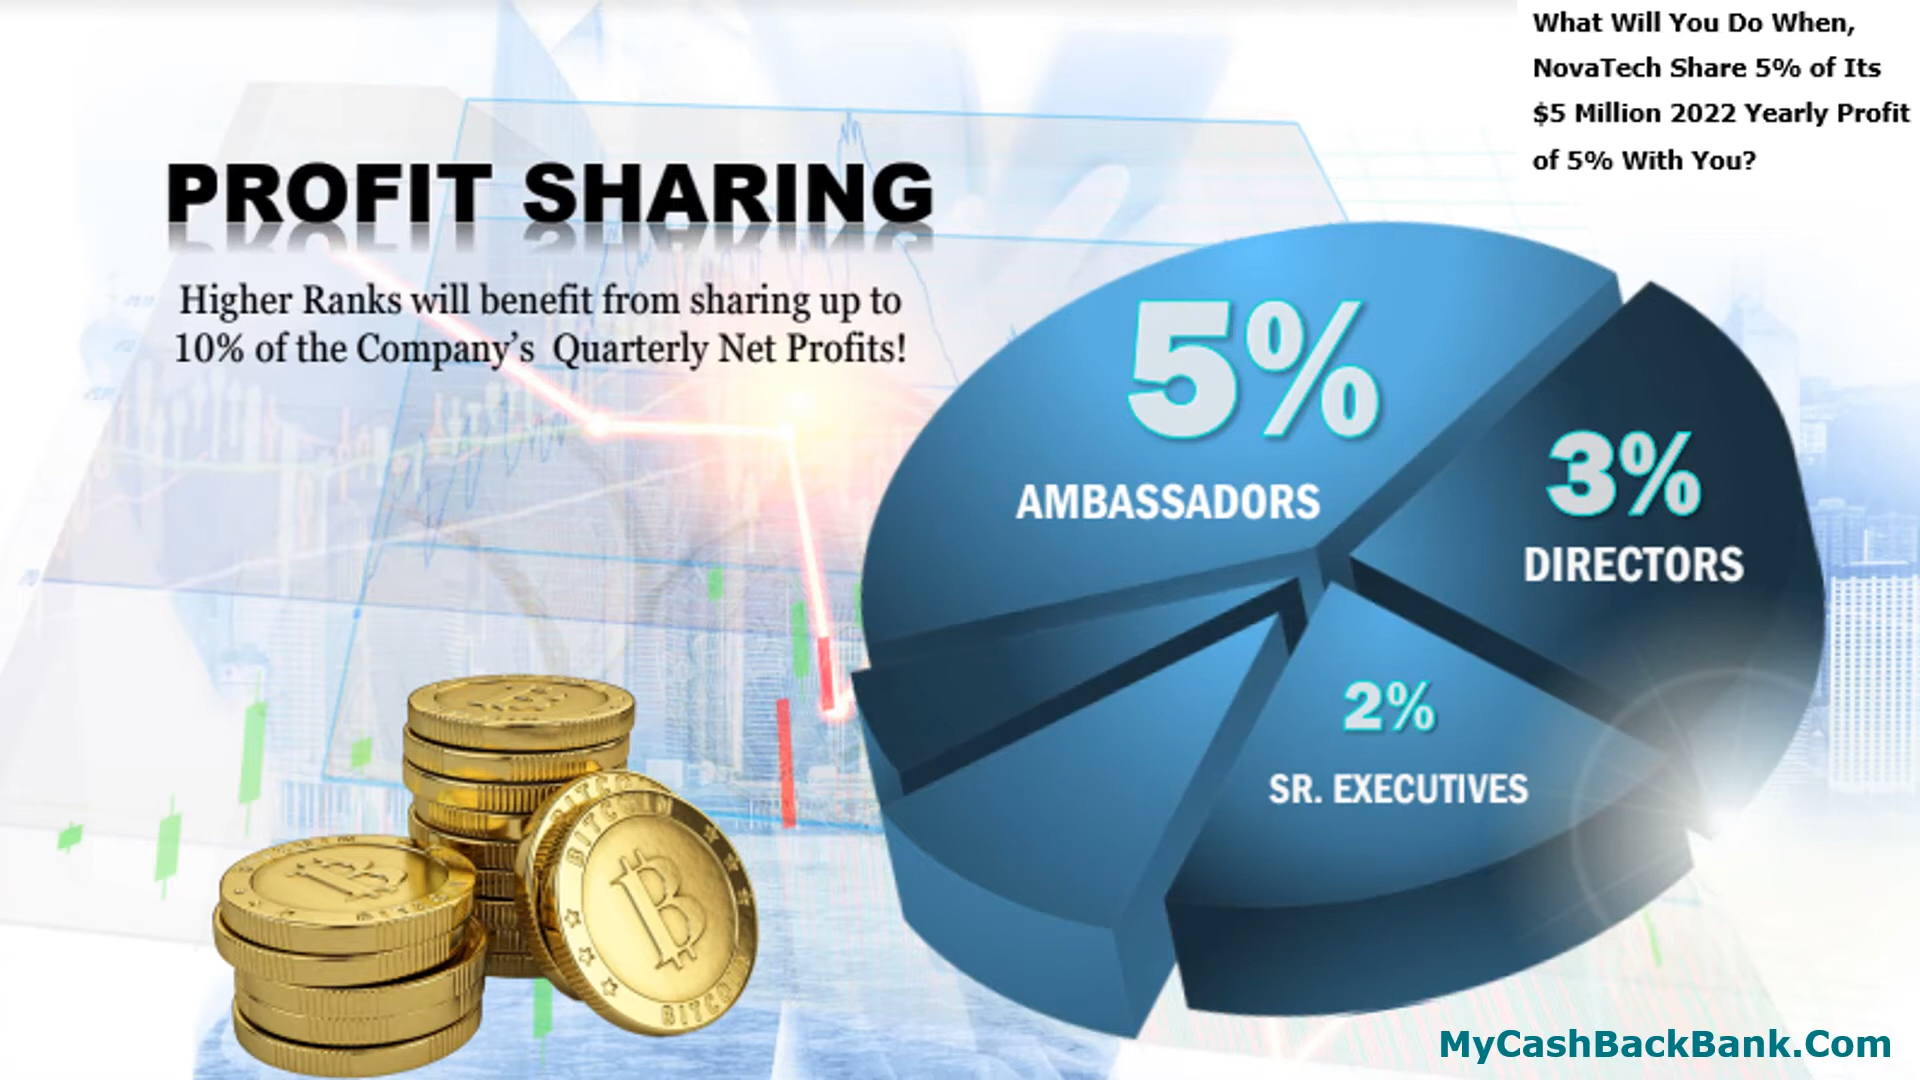 What Will You Do When,
NovaTech Share 5% of Its
$5 Million 2022 Yearly Profit
of 5% With You?
PROFIT SHARING
Higher Ranks will benefit from sharing up to
10% of the Company's Quarterly Net Profits!
5%
AMBASSADORS
3%
DIRECTORS
2%
SR. EXECUTIVES
BITCOIN
BITCOIN
MyCashBackBank.Com